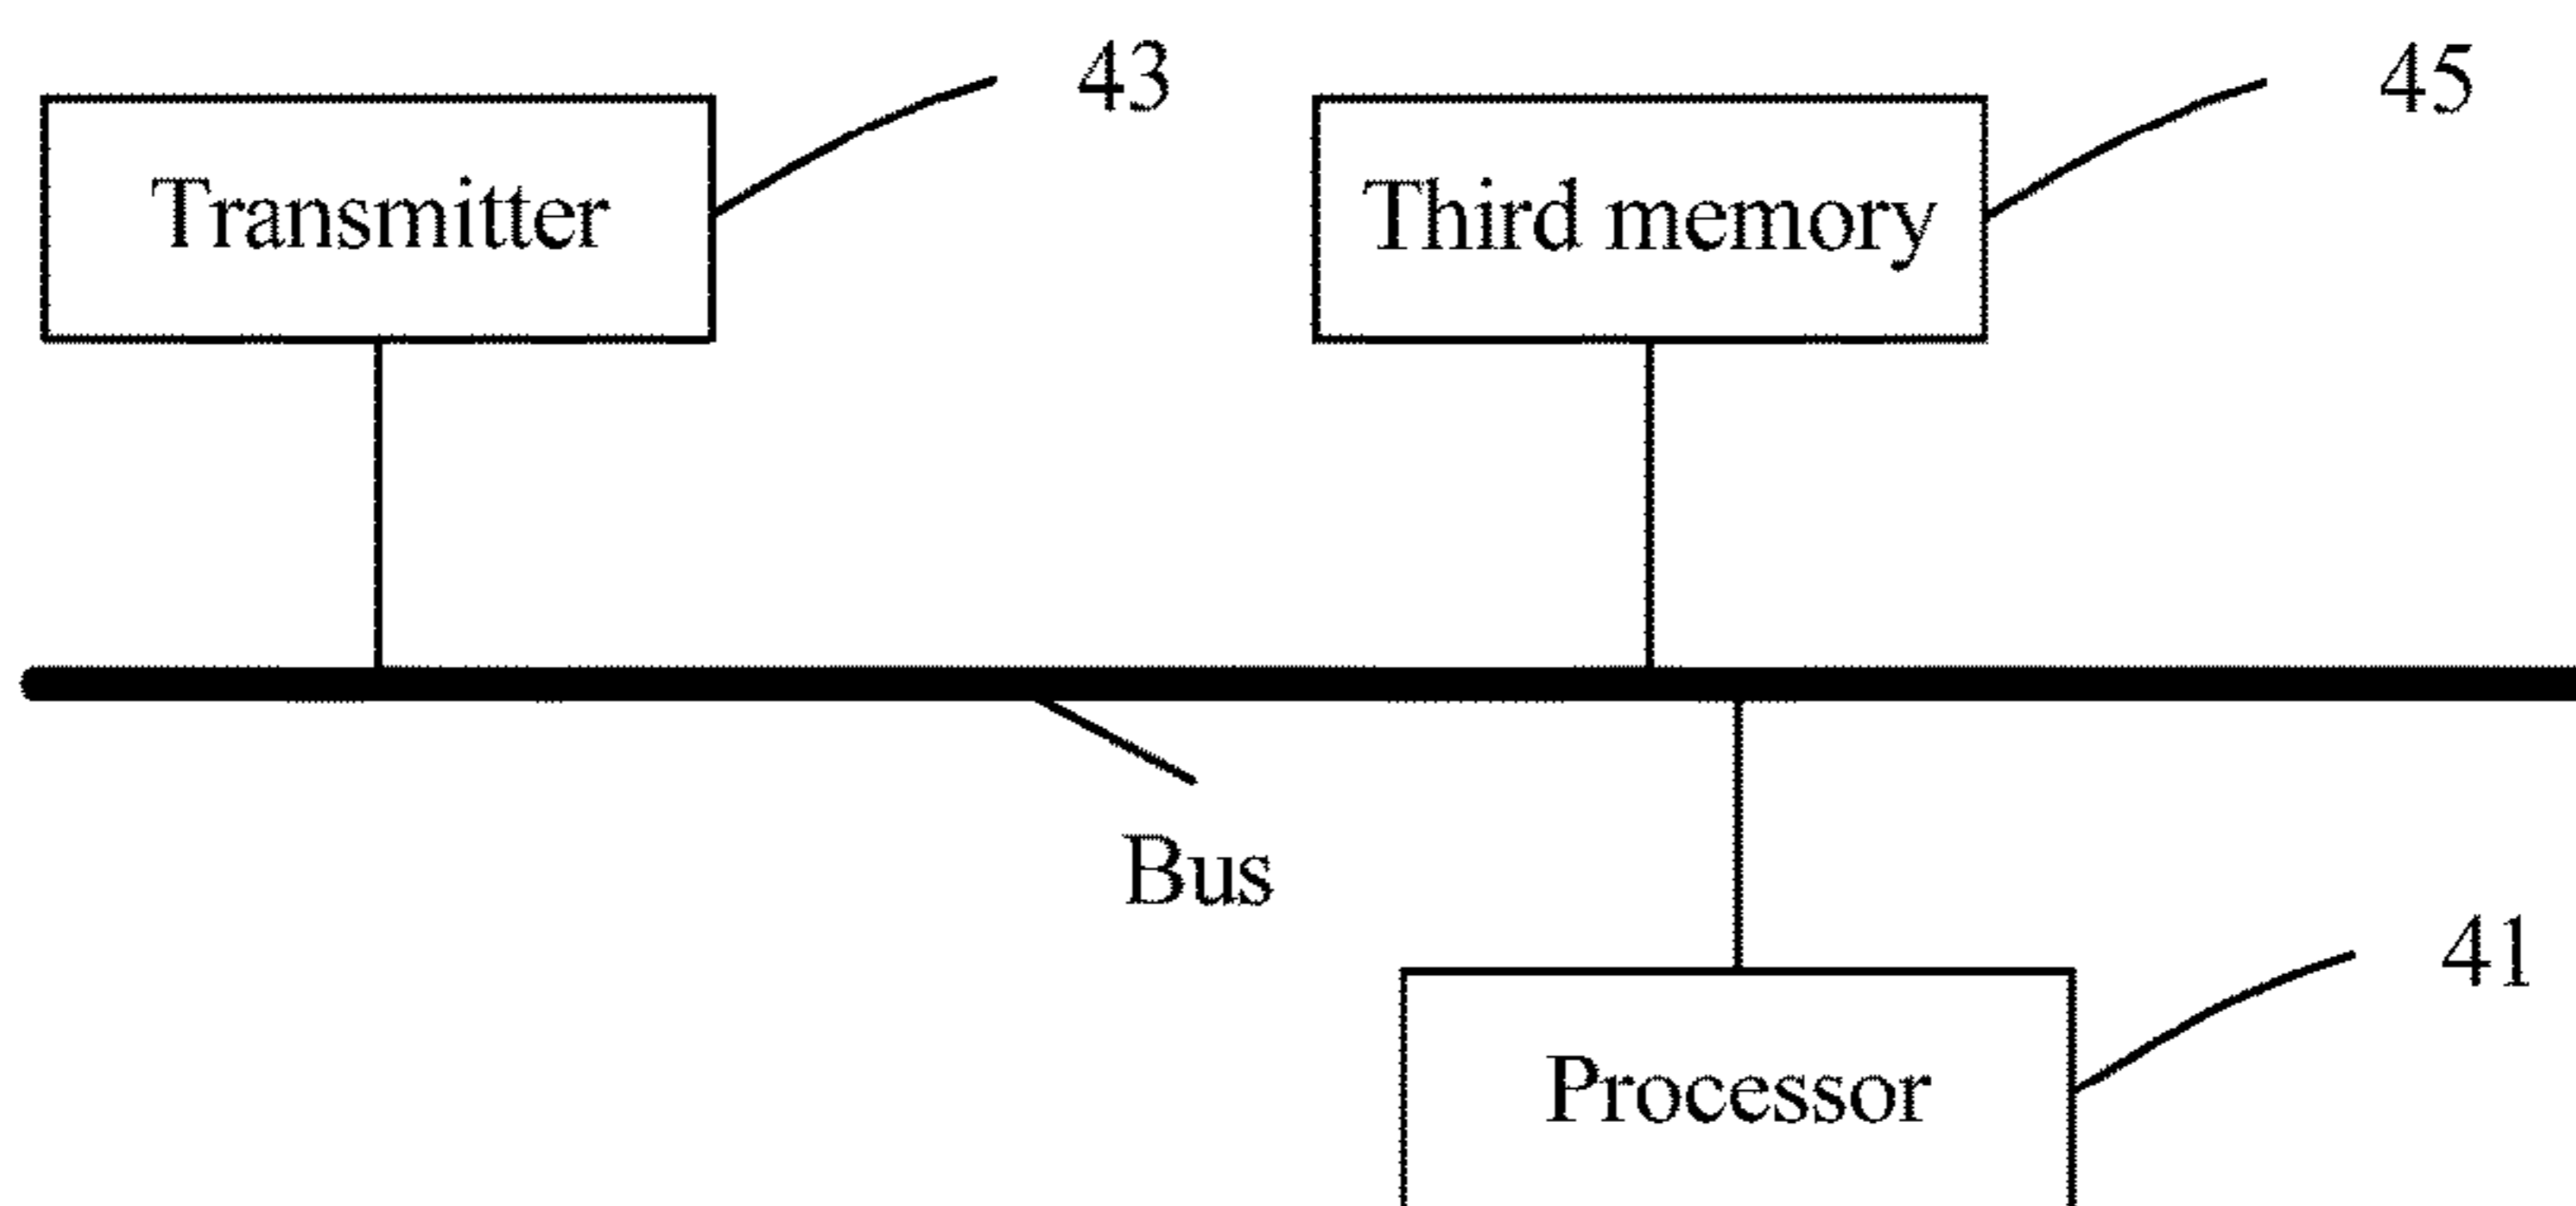 43
45
Transmitter
Third memory
Bus
41
Processor